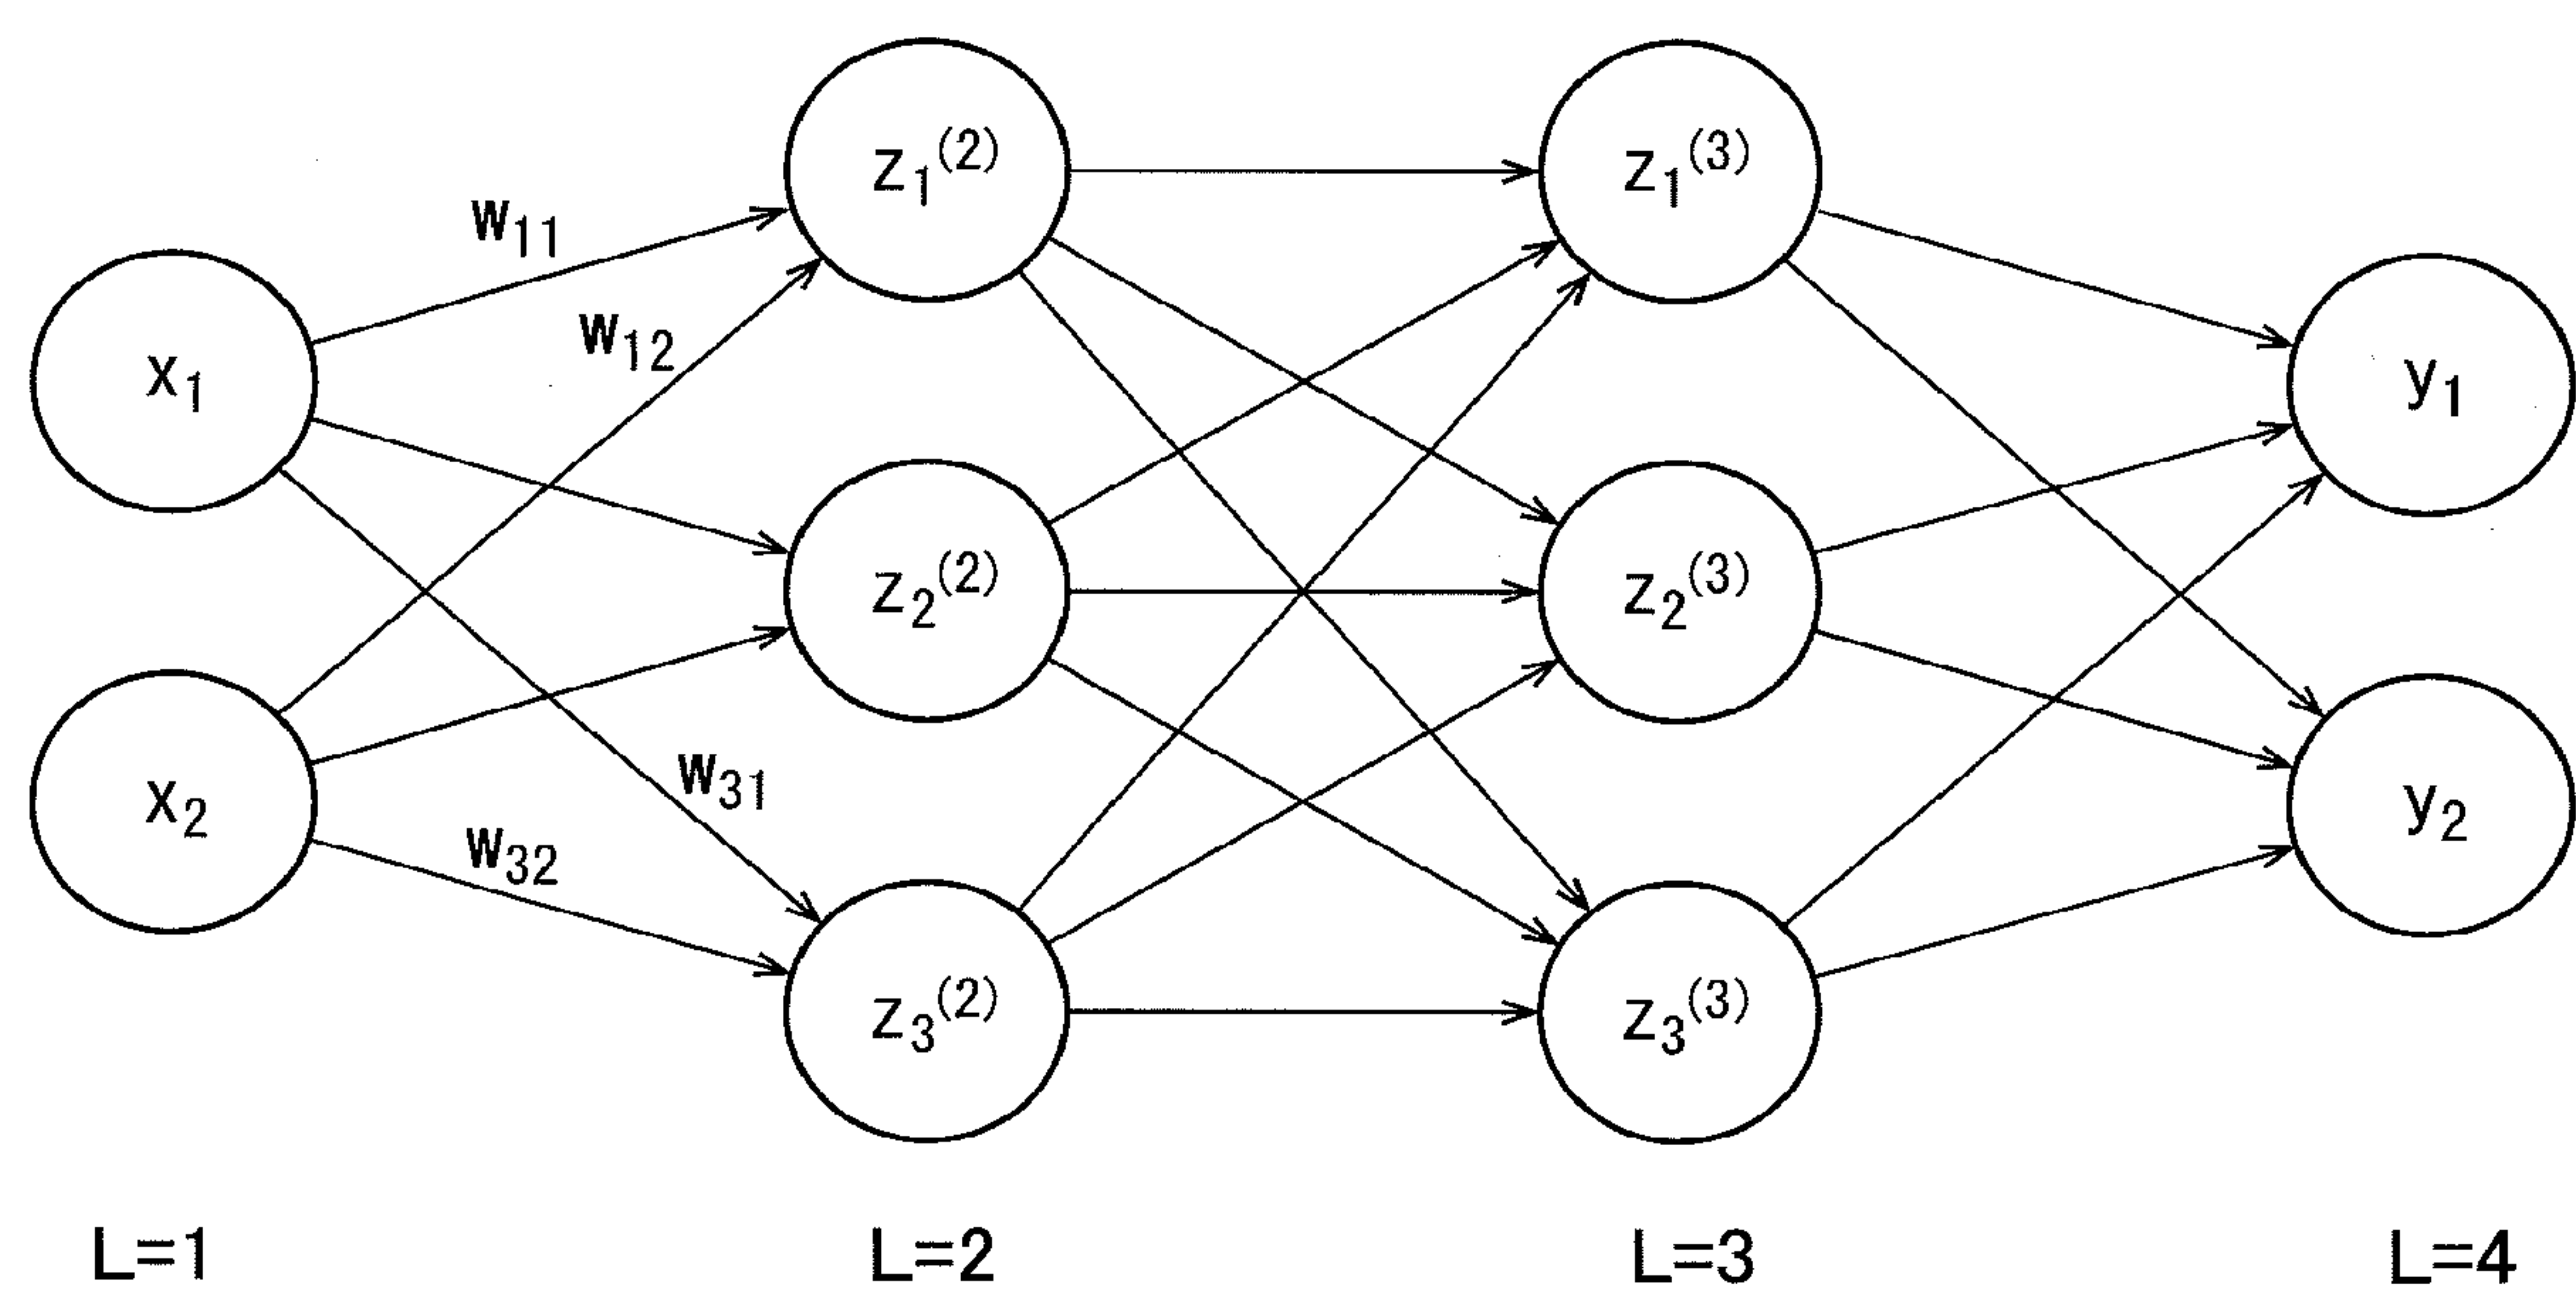 z₁⁽²⁾
z₁⁽³⁾
w₁₁
w₁₂
x₁
y₁
z₂⁽²⁾
z₂⁽³⁾
w₃₁
x₂
y₂
w₃₂
z₃⁽²⁾
z₃⁽³⁾
L=1 L=2 L=3 L=4